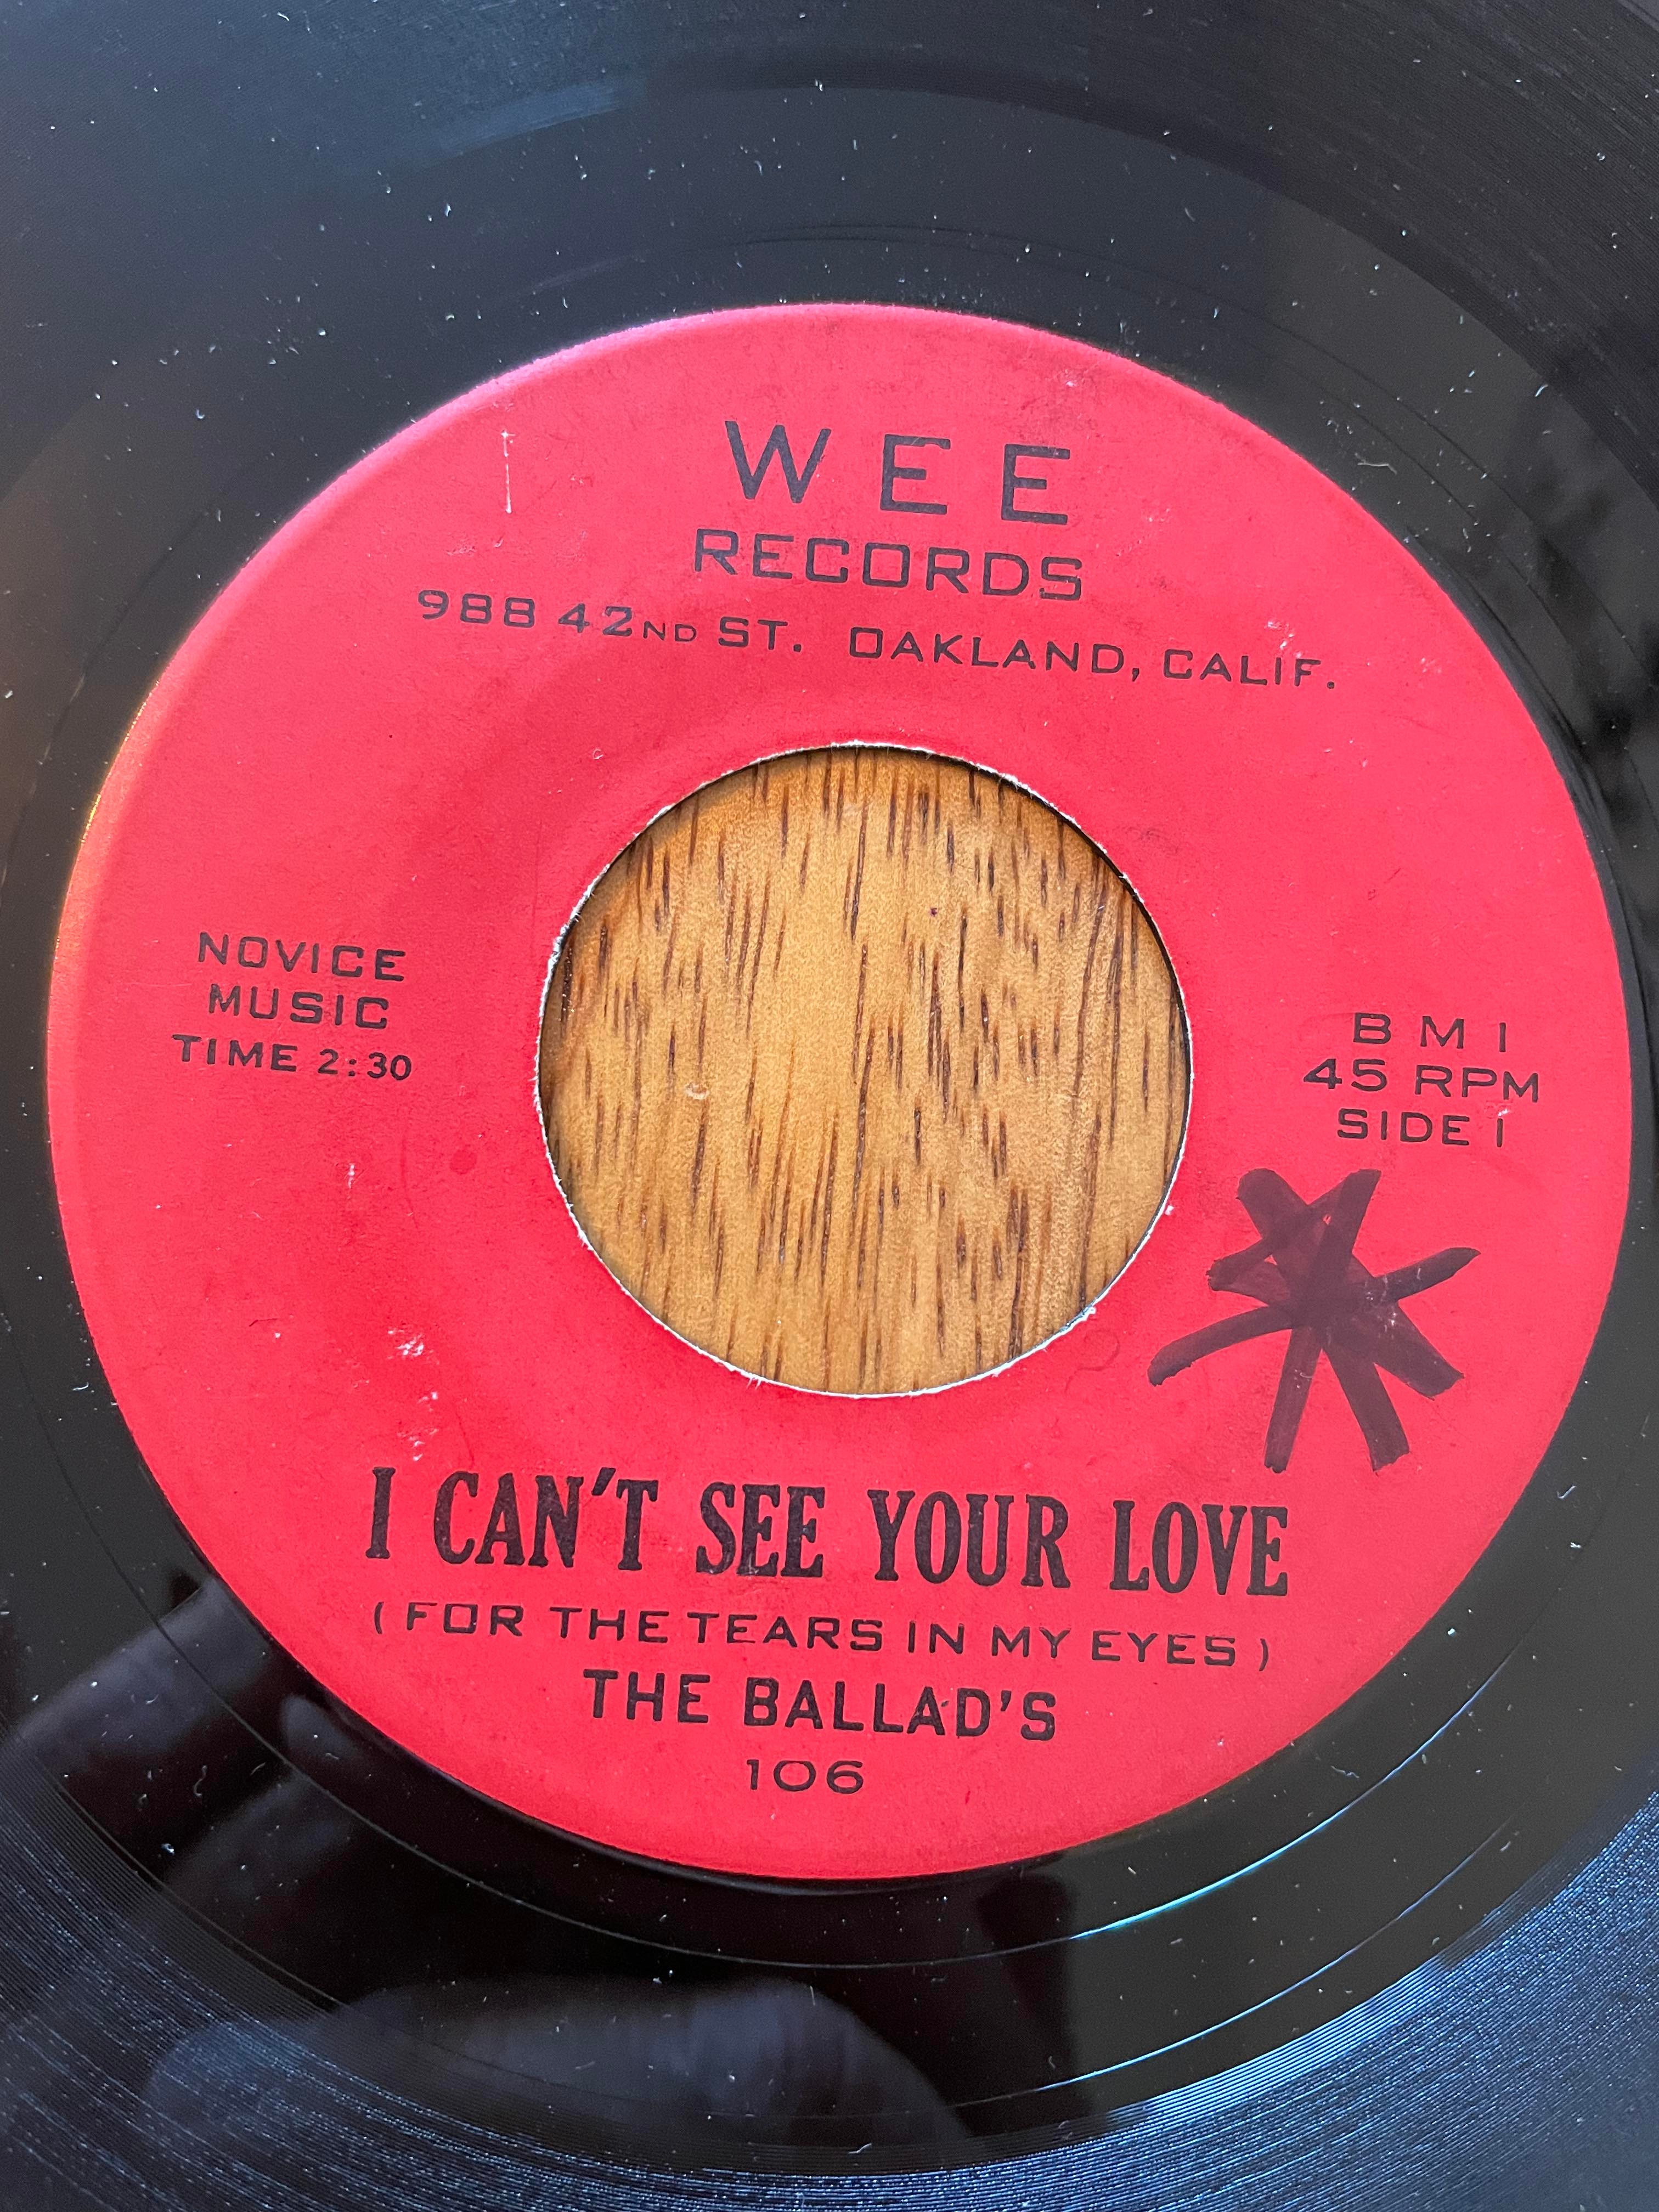 WEE
RECORDS
988 42ND ST. OAKLAND, CALIF.
NOVICE
MUSIC
TIME 2:30
BMI
45 RPM
SIDE 1
I CAN'T SEE YOUR LOVE
(FOR THE TEARS IN MY EYES)
THE BALLAD'S
106